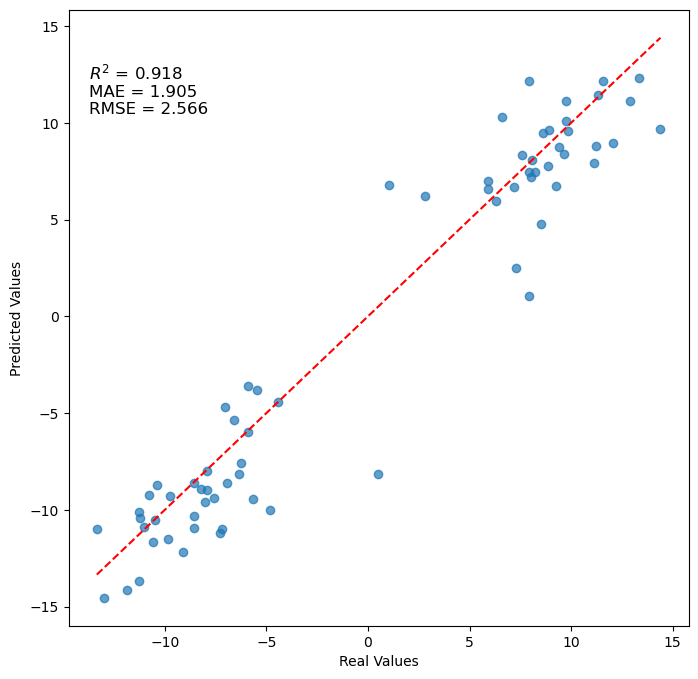 R² = 0.918
MAE = 1.905
RMSE = 2.566
15
10
5
0
−5
−10
−15
Predicted Values
−10 −5 0 5 10 15
Real Values